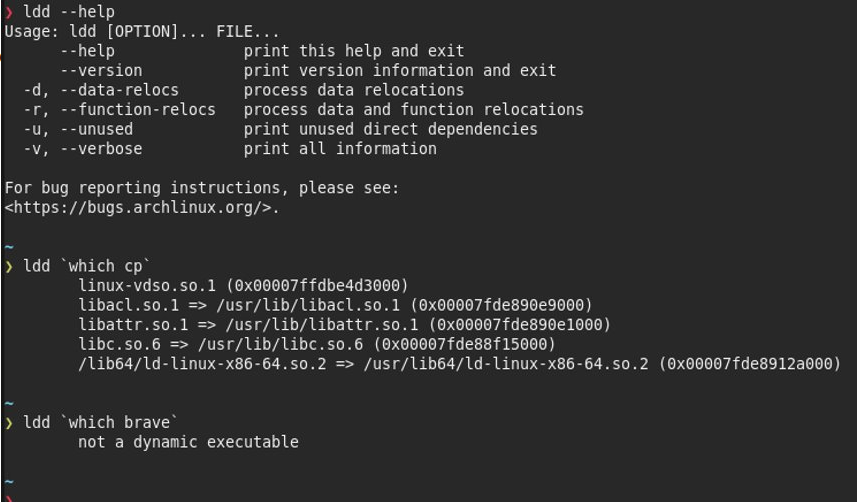 ❯ ldd --help
Usage: ldd [OPTION]... FILE...
      --help              print this help and exit
      --version           print version information and exit
  -d, --data-relocs       process data relocations
  -r, --function-relocs   process data and function relocations
  -u, --unused            print unused direct dependencies
  -v, --verbose           print all information
For bug reporting instructions, please see:
<https://bugs.archlinux.org/>.
~
❯ ldd `which cp`
        linux-vdso.so.1 (0x00007ffdbe4d3000)
        libacl.so.1 => /usr/lib/libacl.so.1 (0x00007fde890e9000)
        libattr.so.1 => /usr/lib/libattr.so.1 (0x00007fde890e1000)
        libc.so.6 => /usr/lib/libc.so.6 (0x00007fde88f15000)
        /lib64/ld-linux-x86-64.so.2 => /usr/lib64/ld-linux-x86-64.so.2 (0x00007fde8912a000)
~
❯ ldd `which brave`
        not a dynamic executable
~
❯